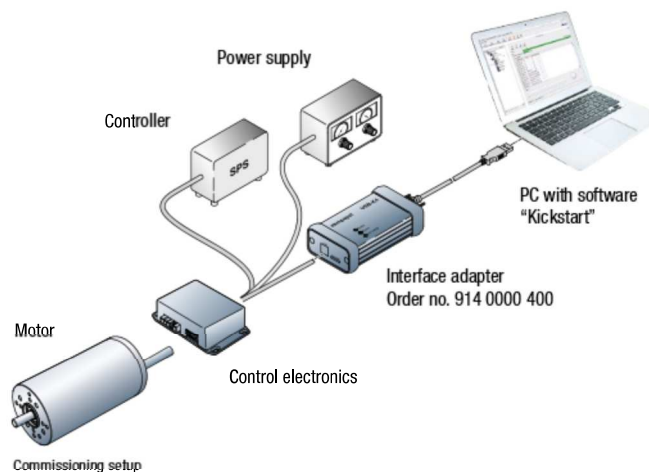 Power supply
Controller
SPS
PC with software
“Kickstart”
Interface adapter
Order no. 914 0000 400
Motor
Control electronics
Commissioning setup